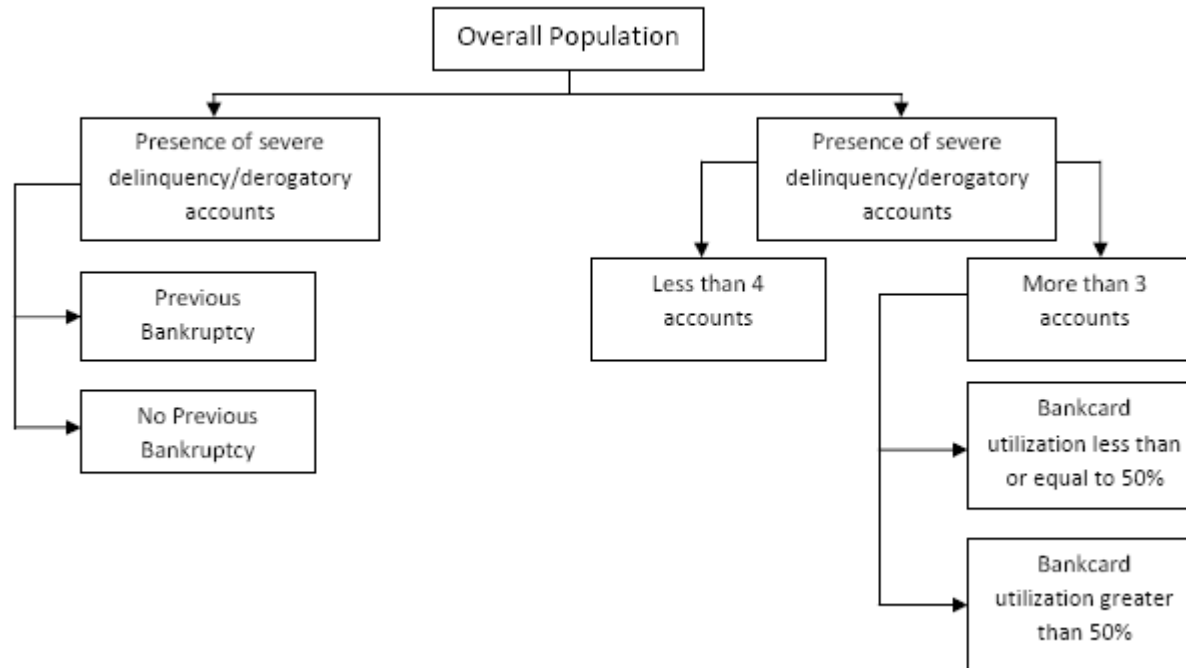 Overall Population
Presence of severe
delinquency/derogatory
accounts
Presence of severe
delinquency/derogatory
accounts
Previous
Bankruptcy
No Previous
Bankruptcy
Less than 4
accounts
More than 3
accounts
Bankcard
utilization less than
or equal to 50%
Bankcard
utilization greater
than 50%